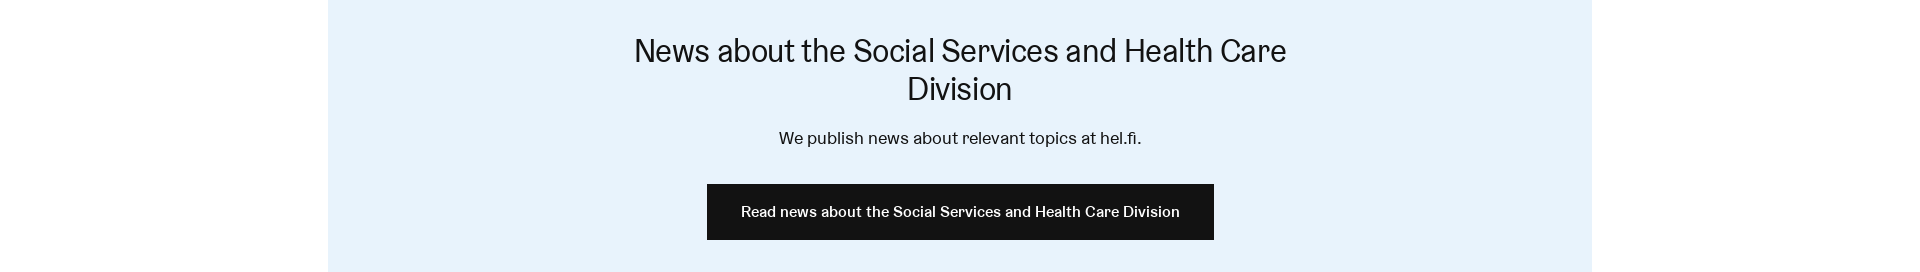 News about the Social Services and Health Care
Division
We publish news about relevant topics at hel.fi.
Read news about the Social Services and Health Care Division